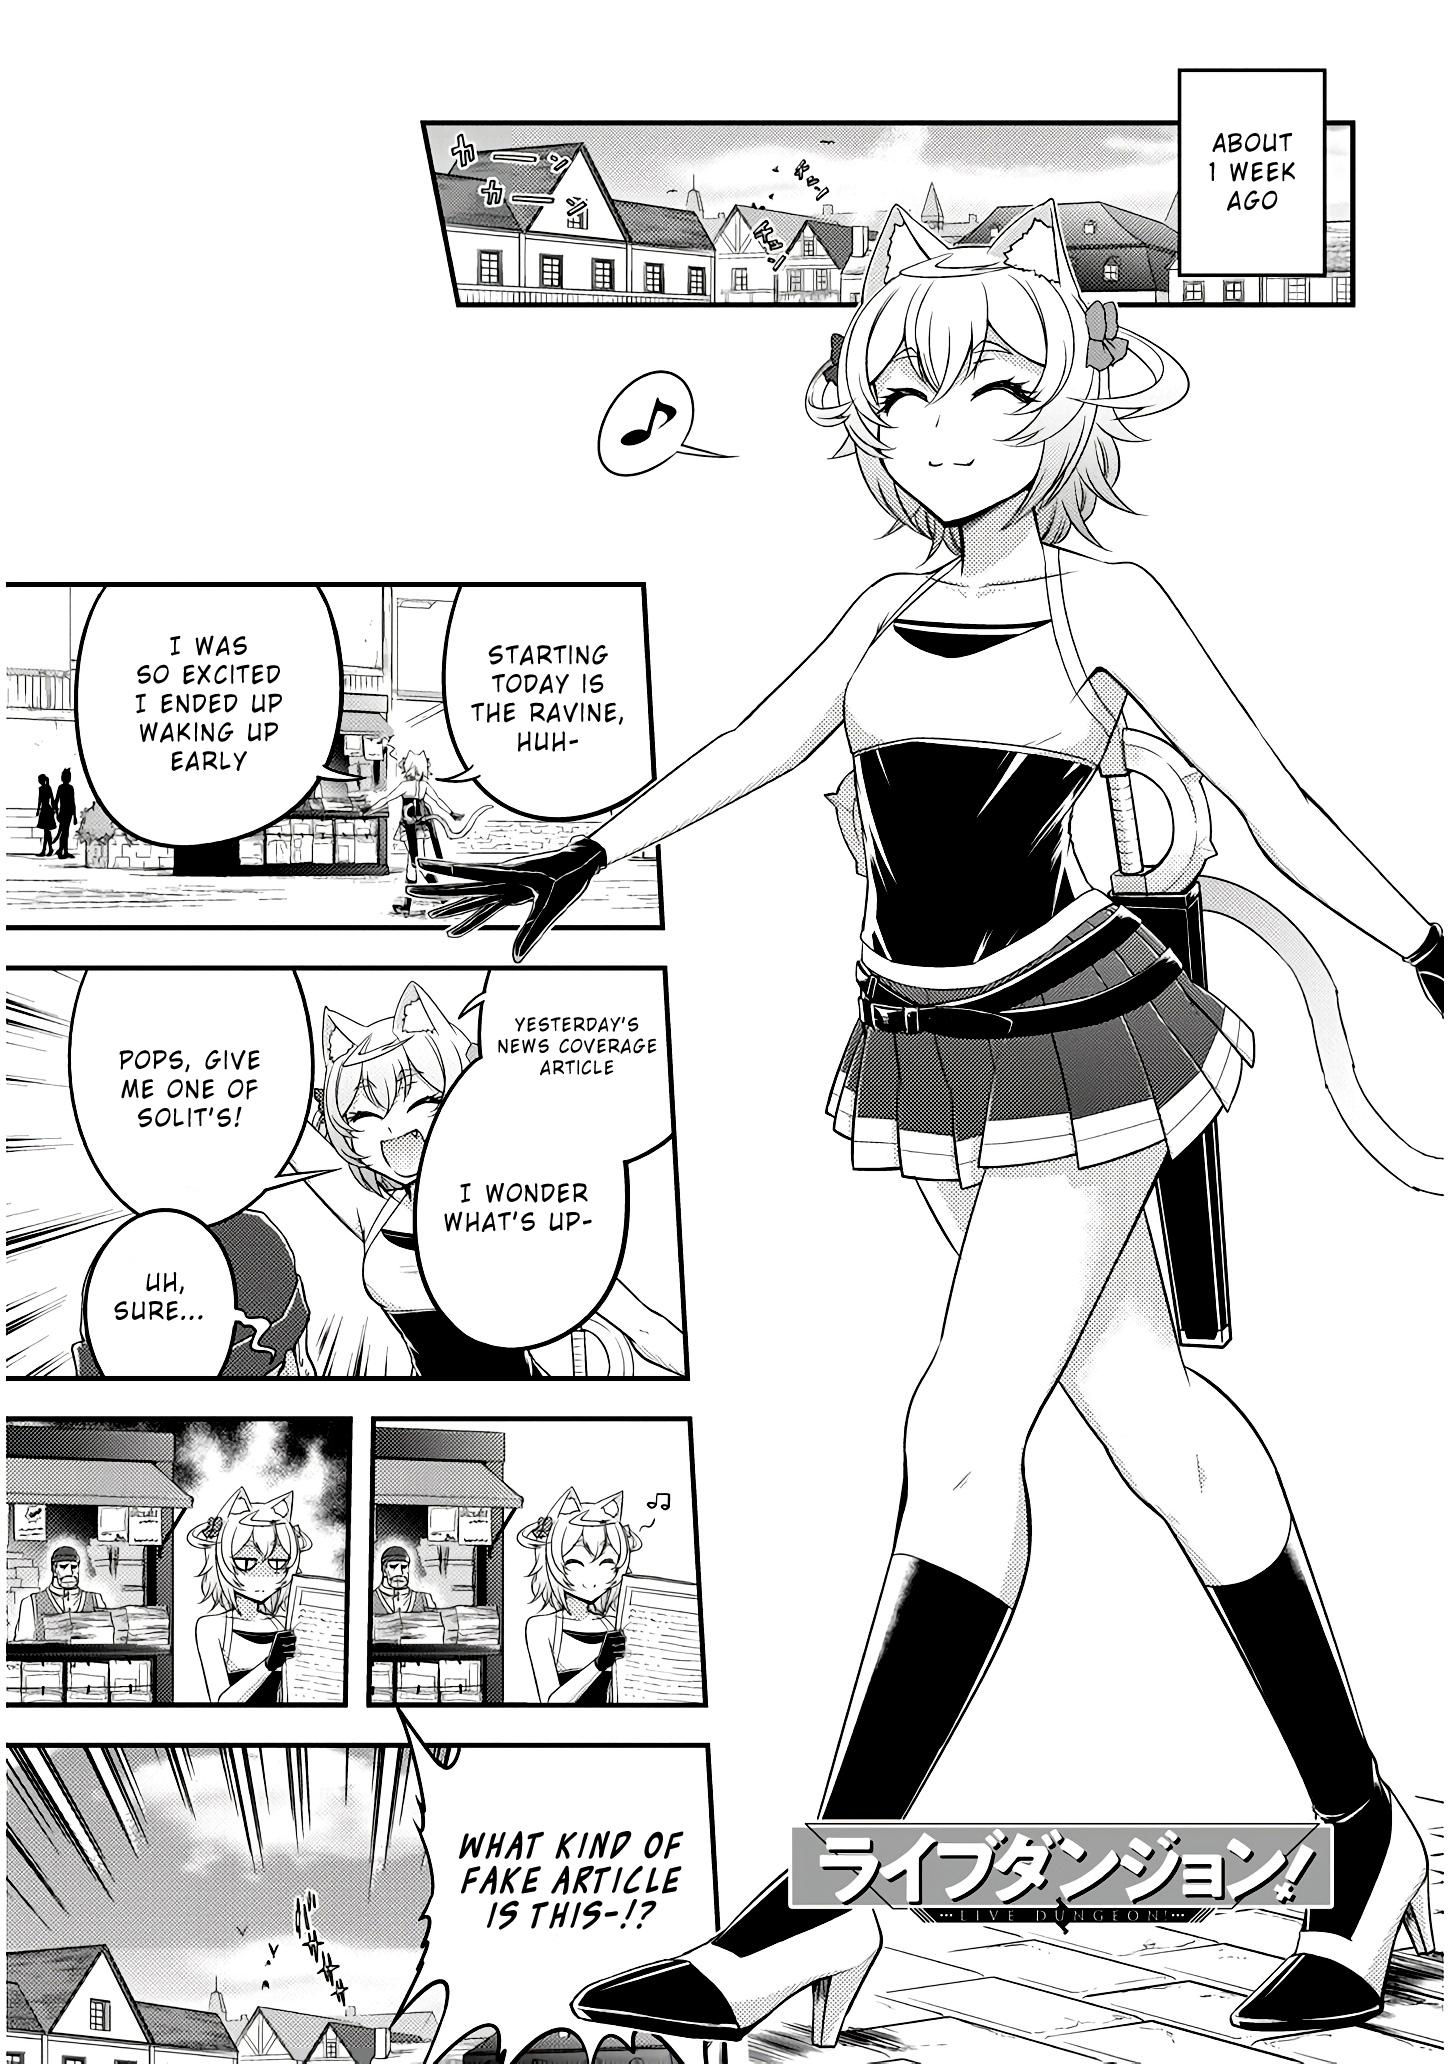 ABOUT
1 WEEK
AGO
カーン
カーン
STARTING
TODAY IS
THE RAVINE,
HUH-
I WAS
SO EXCITED
I ENDED UP
WAKING UP
EARLY
YESTERDAY'S
NEWS COVERAGE
ARTICLE
I WONDER
WHAT'S UP-
POPS, GIVE
ME ONE OF
SOLIT'S!
UH,
SURE...
WHAT KIND OF
FAKE ARTICLE
IS THIS-!?
ライブダンジョン!
LIVE DUNGEON!